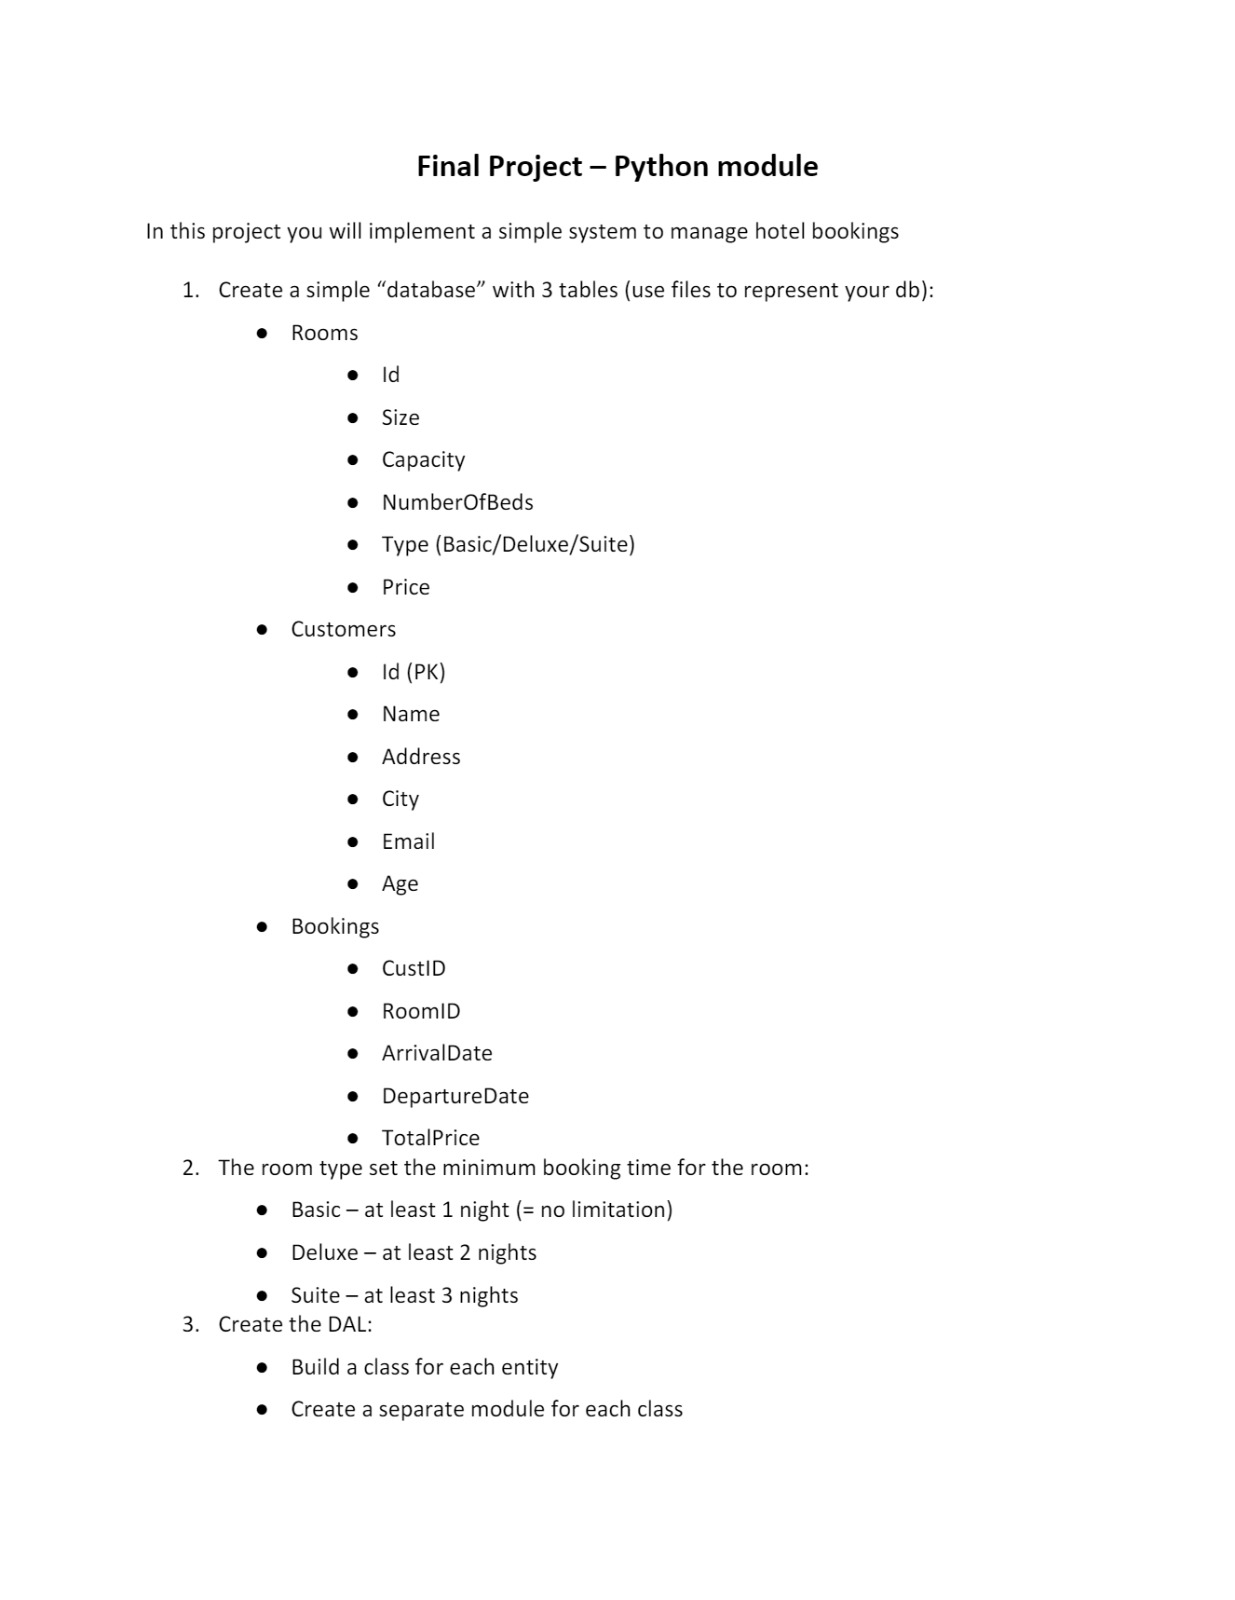 Final Project – Python module
In this project you will implement a simple system to manage hotel bookings
1. Create a simple “database” with 3 tables (use files to represent your db):
● Rooms
● Id
● Size
● Capacity
● NumberOfBeds
● Type (Basic/Deluxe/Suite)
● Price
● Customers
● Id (PK)
● Name
● Address
● City
● Email
● Age
● Bookings
● CustID
● RoomID
● ArrivalDate
● DepartureDate
● TotalPrice
2. The room type set the minimum booking time for the room:
● Basic – at least 1 night (= no limitation)
● Deluxe – at least 2 nights
● Suite – at least 3 nights
3. Create the DAL:
● Build a class for each entity
● Create a separate module for each class